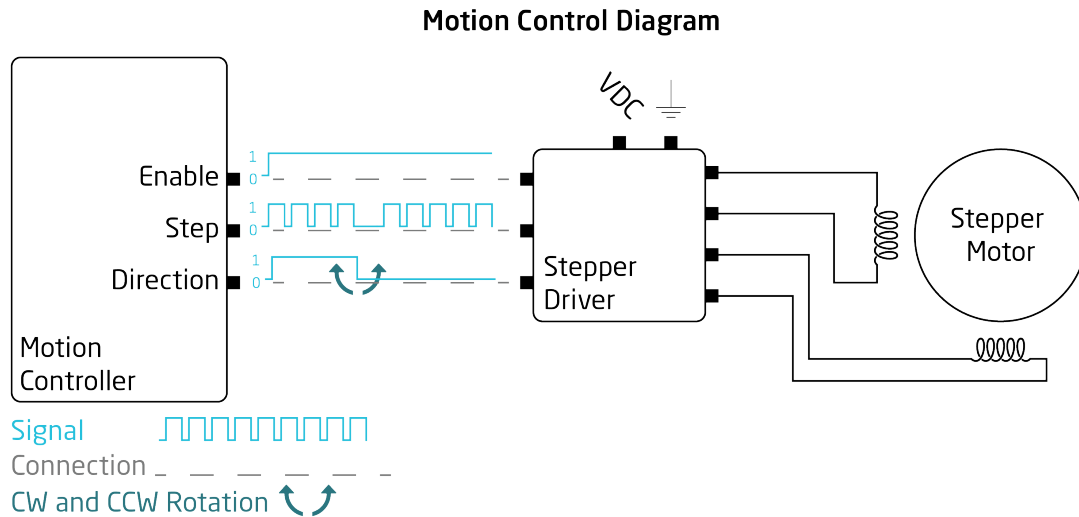 Motion Control Diagram
VDC
Enable
1
0
Step
1
0
Direction
1
0
Motion
Controller
Stepper
Driver
Stepper
Motor
Signal
Connection
CW and CCW Rotation